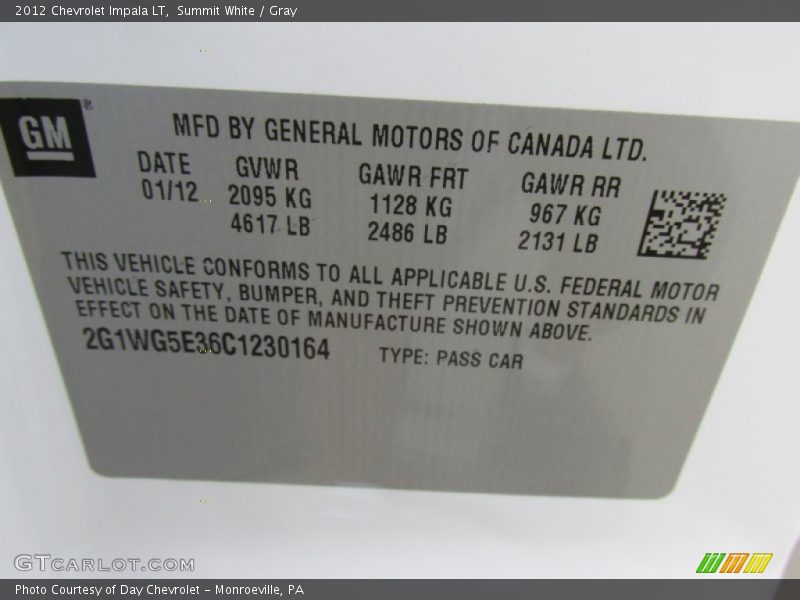 2012 Chevrolet Impala LT, Summit White / Gray
GM®
MFD BY GENERAL MOTORS OF CANADA LTD.
DATE GVWR GAWR FRT GAWR RR
01/12 2095 KG 1128 KG 967 KG
4617 LB 2486 LB 2131 LB
THIS VEHICLE CONFORMS TO ALL APPLICABLE U.S. FEDERAL MOTOR
VEHICLE SAFETY, BUMPER, AND THEFT PREVENTION STANDARDS IN
EFFECT ON THE DATE OF MANUFACTURE SHOWN ABOVE.
2G1WG5E36C1230164 TYPE: PASS CAR
GTCARLOT.COM
Photo Courtesy of Day Chevrolet – Monroeville, PA